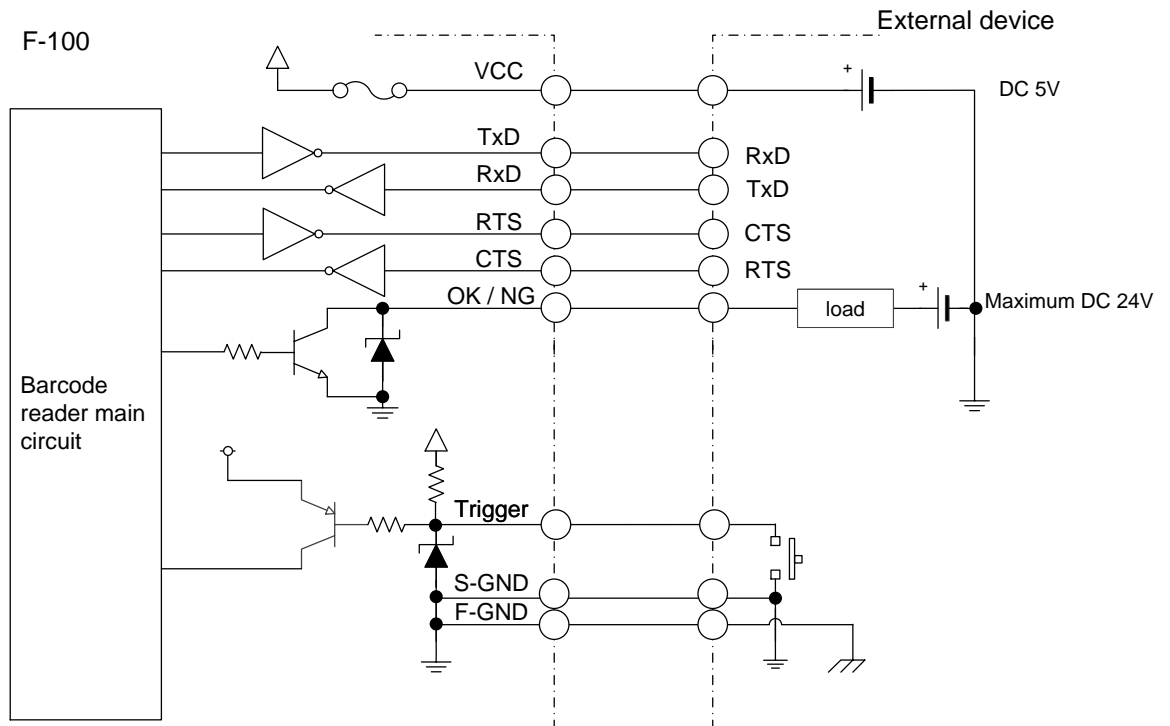 External device
F-100
+
VCC
DC 5V
TxD
RxD
RxD
TxD
RTS
CTS
CTS
RTS
+
OK / NG
load
Maximum DC 24V
Barcode
reader main
circuit
Trigger
S-GND
F-GND